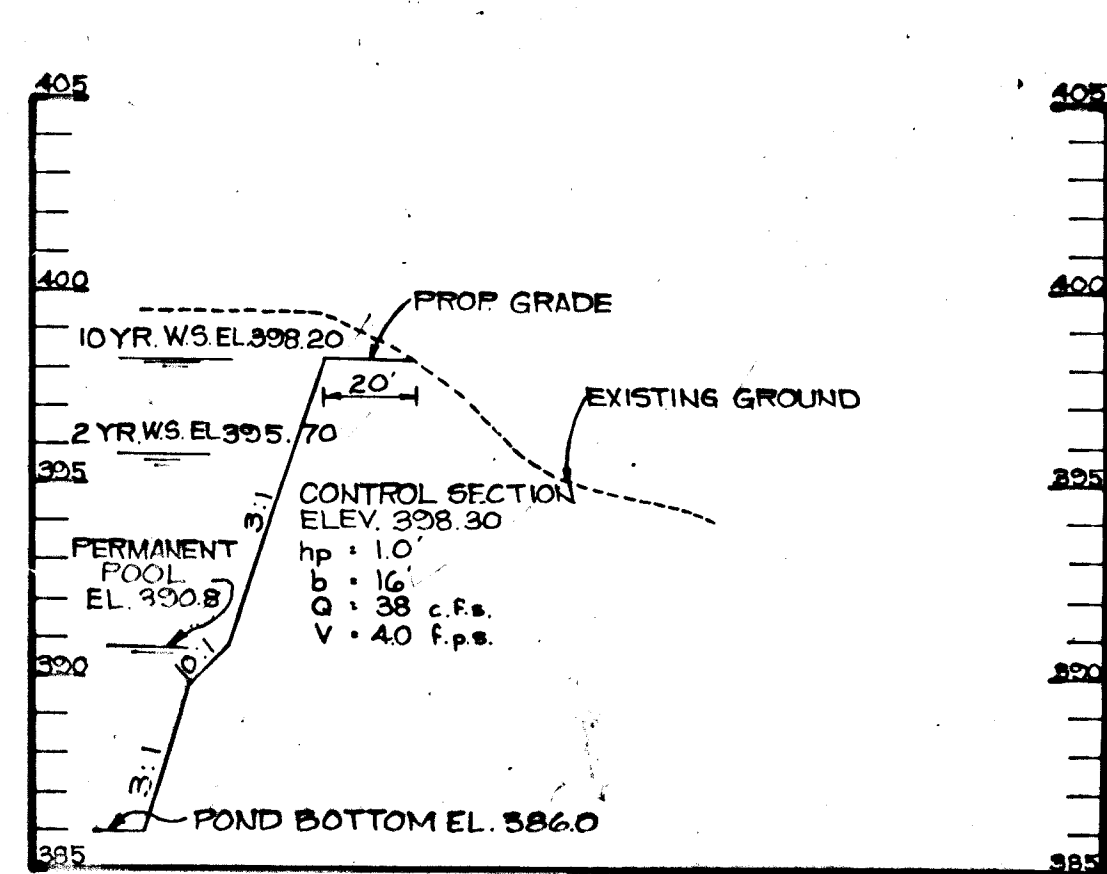 405
405
400
400
PROP. GRADE
10 YR. W.S. EL.398.20
20'
EXISTING GROUND
2 YR. W.S. EL 395.70
395
395
3:1
CONTROL SECTION
ELEV. 398.30
hp : 1.0'
b : 16'
Q : 38 c.f.s.
V : 4.0 f.p.s.
PERMANENT
POOL
EL. 390.8
10:1
390
390
3:1
POND BOTTOM EL. 386.0
385
385